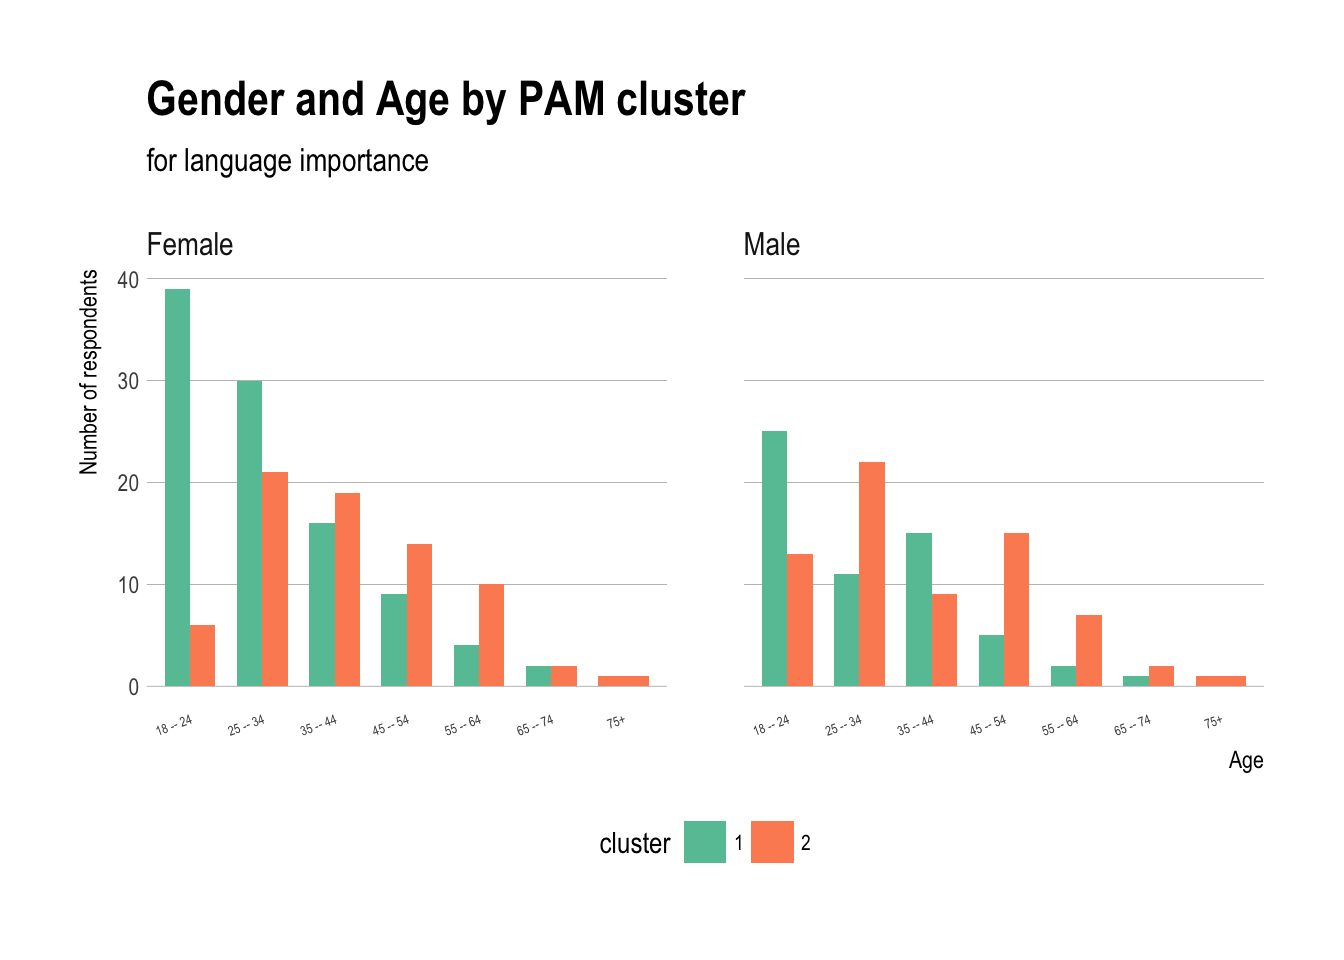 Gender and Age by PAM cluster
for language importance
Female
Male
Number of respondents
40
30
20
10
0
18 -- 24
25 -- 34
35 -- 44
45 -- 54
55 -- 64
65 -- 74
75+
18 -- 24
25 -- 34
35 -- 44
45 -- 54
55 -- 64
65 -- 74
75+
Age
cluster 1 2